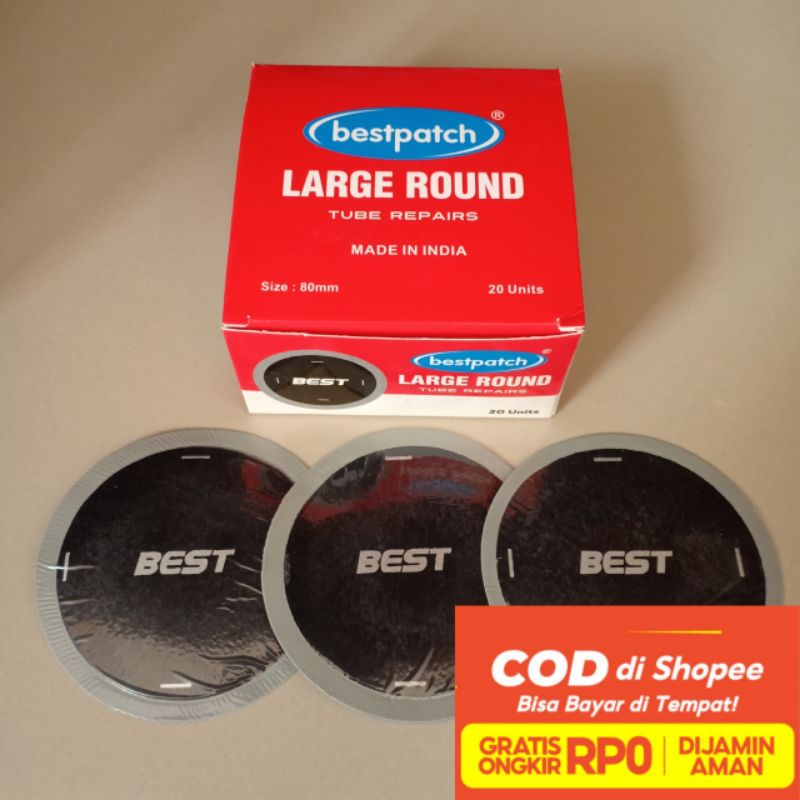 bestpatch®
LARGE ROUND
TUBE REPAIRS
MADE IN INDIA
Size : 80mm
20 Units
bestpatch®
BEST
LARGE ROUND
TUBE REPAIRS
20 Units
BEST
BEST
BEST
COD di Shopee
Bisa Bayar di Tempat!
GRATIS ONGKIR RP0
DIJAMIN AMAN